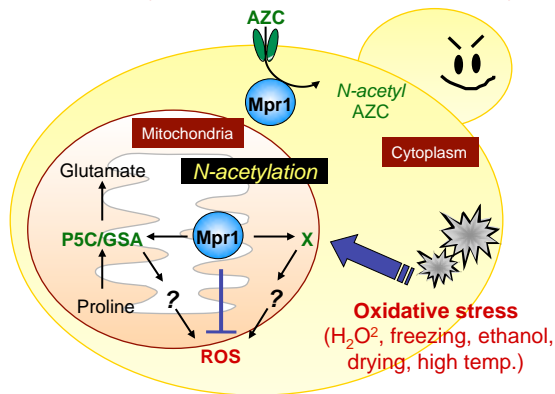 AZC
Mpr1
N-acetyl
AZC
Mitochondria
Cytoplasm
Glutamate
N-acetylation
P5C/GSA
Mpr1
X
Proline
?
?
ROS
Oxidative stress
(H₂O², freezing, ethanol,
drying, high temp.)